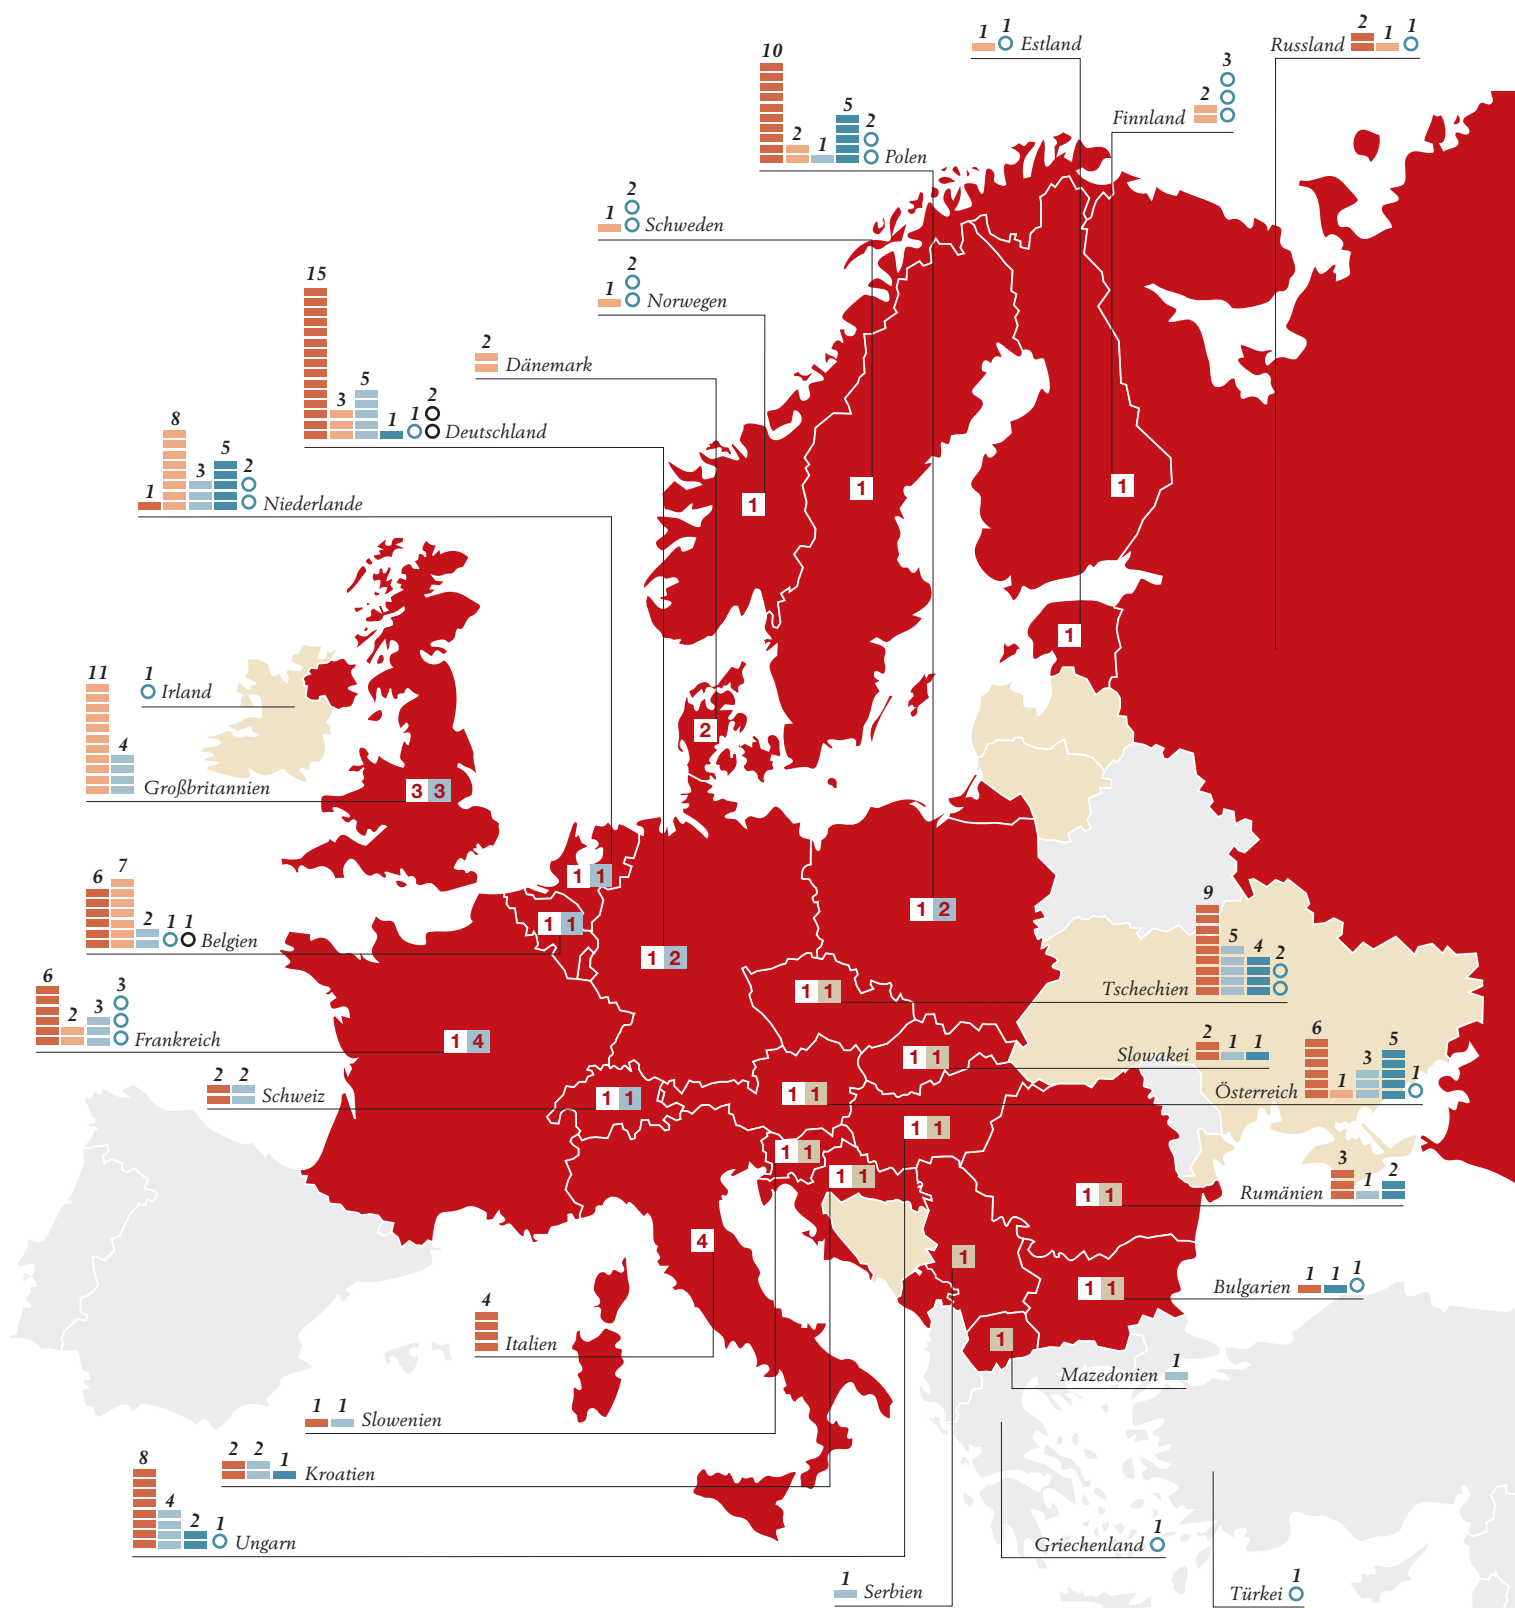 1 1 Estland
2 1 1 Russland
10 2 1 5 2 Polen
2 3 Finnland
1 2 Schweden
1 2 Norwegen
15 3 5 1 1 2 Deutschland
2 Dänemark
1 8 3 5 2 Niederlande
1
1
1
1
1 Irland
2
11 4 Großbritannien
3 3
1 1
6 7 2 1 1 Belgien
1 1
1 2
1 2
9 5 4 2 Tschechien
1 1
6 2 3 3 Frankreich
1 4
1 1
2 1 1 Slowakei
2 2 Schweiz
1 1
1 1
6 1 3 5 1 Österreich
1 1
1 1
1 1
3 1 2 Rumänien
1 1
4
1
1 1
1 1 1 Bulgarien
4 Italien
1
1 Mazedonien
1 1 Slowenien
2 2 1 Kroatien
8 4 2 1 Ungarn
1 Griechenland
1 Serbien
1 Türkei